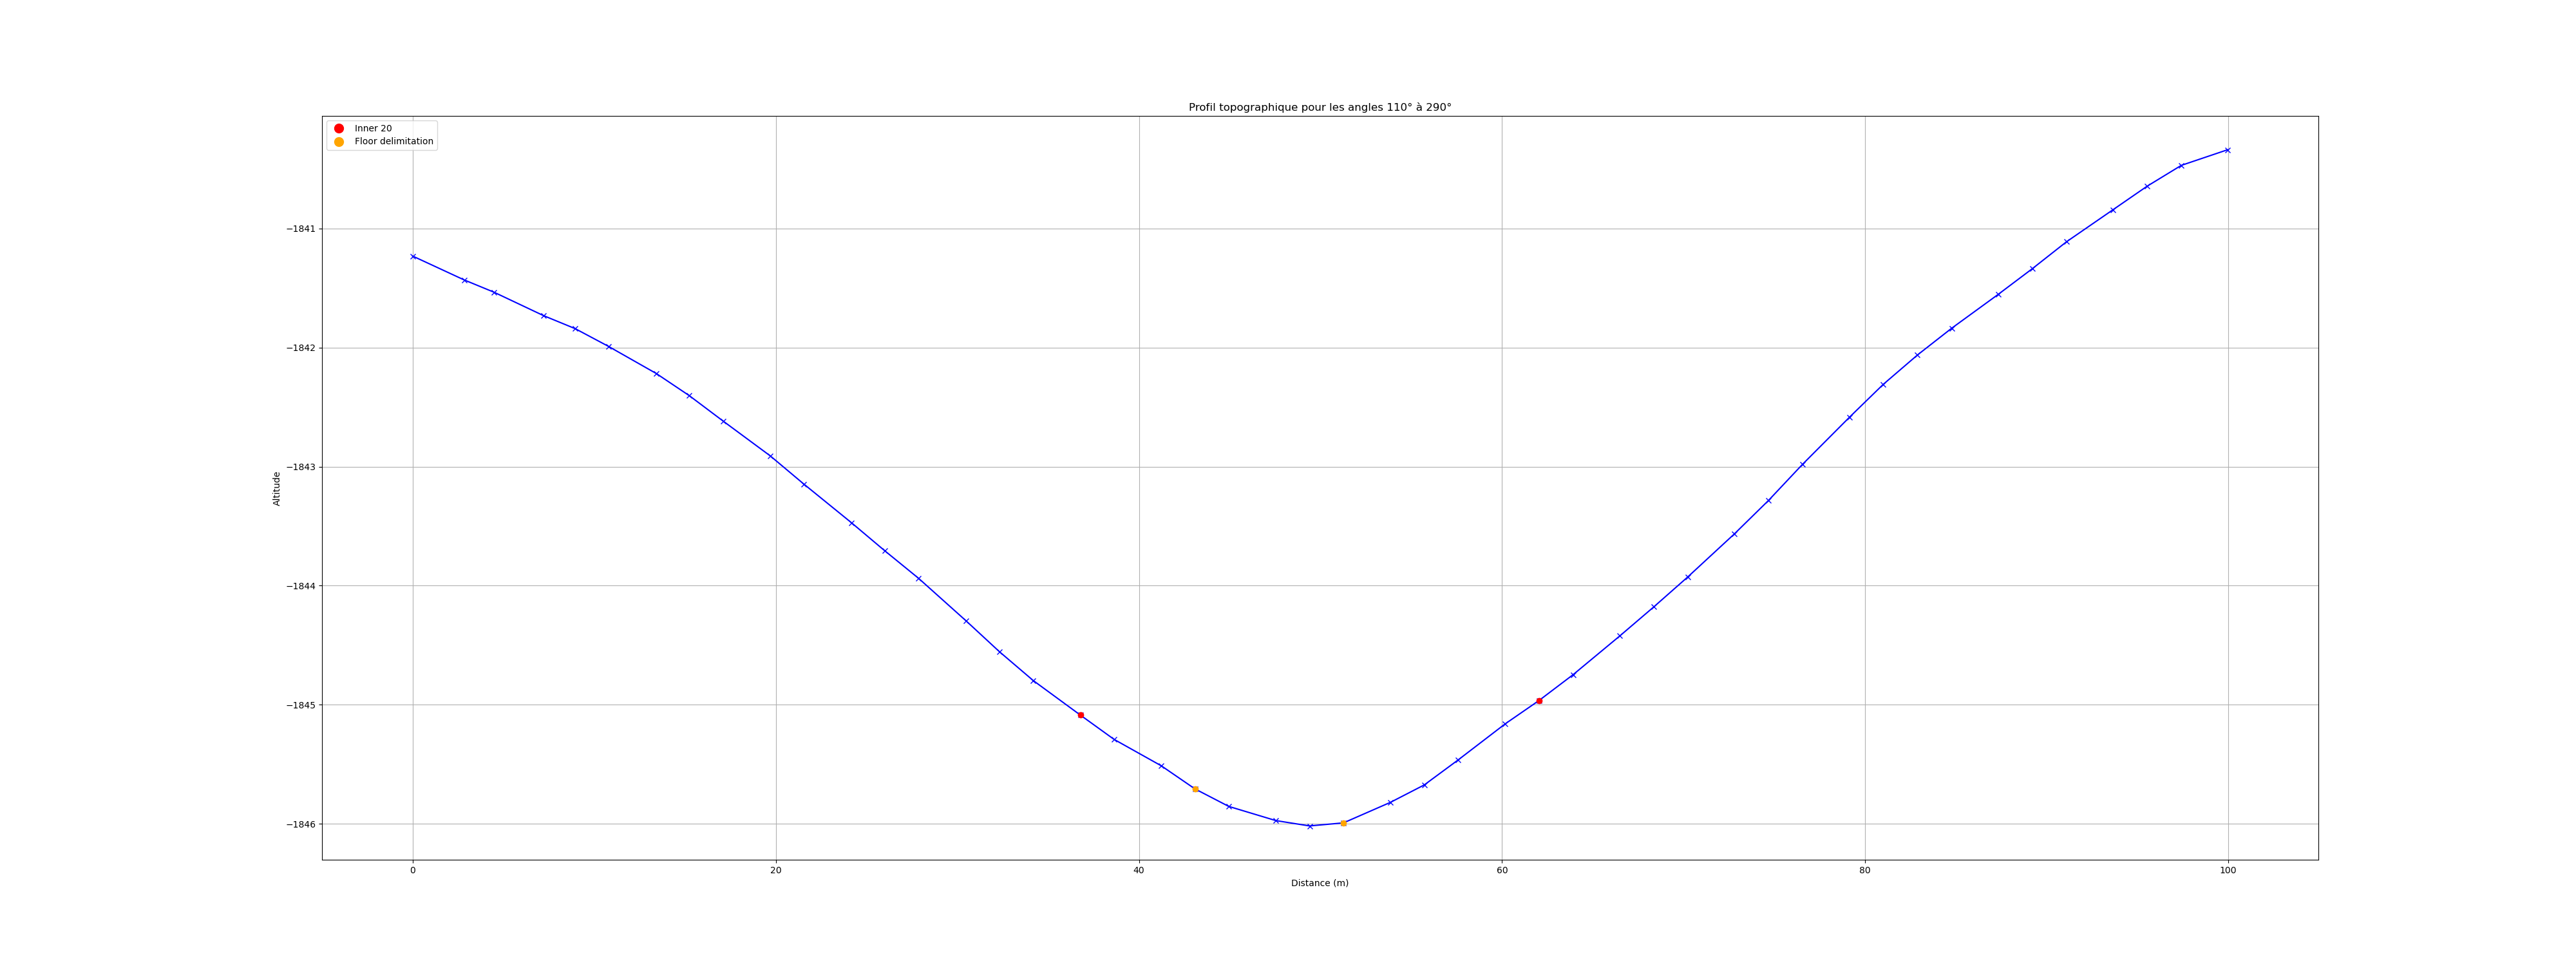 Profil topographique pour les angles 110° à 290°
Inner 20
Floor delimitation
−1841
−1842
−1843
−1844
−1845
−1846
Altitude
0
20
40
60
80
100
Distance (m)